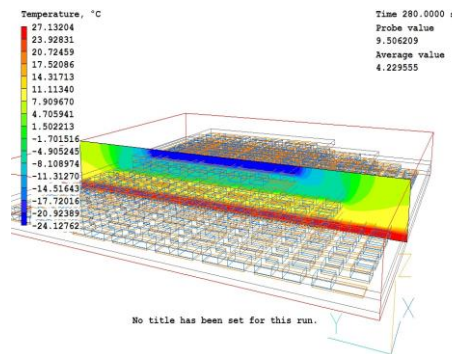 Temperature, °C
27.13204
23.92831
20.72459
17.52086
14.31713
11.11340
7.909670
4.705941
1.502213
-1.701516
-4.905245
-8.108974
-11.31270
-14.51643
-17.72016
-20.92389
-24.12762
Time 280.0000 s
Probe value
9.506209
Average value
4.229555
Z
X
Y
No title has been set for this run.